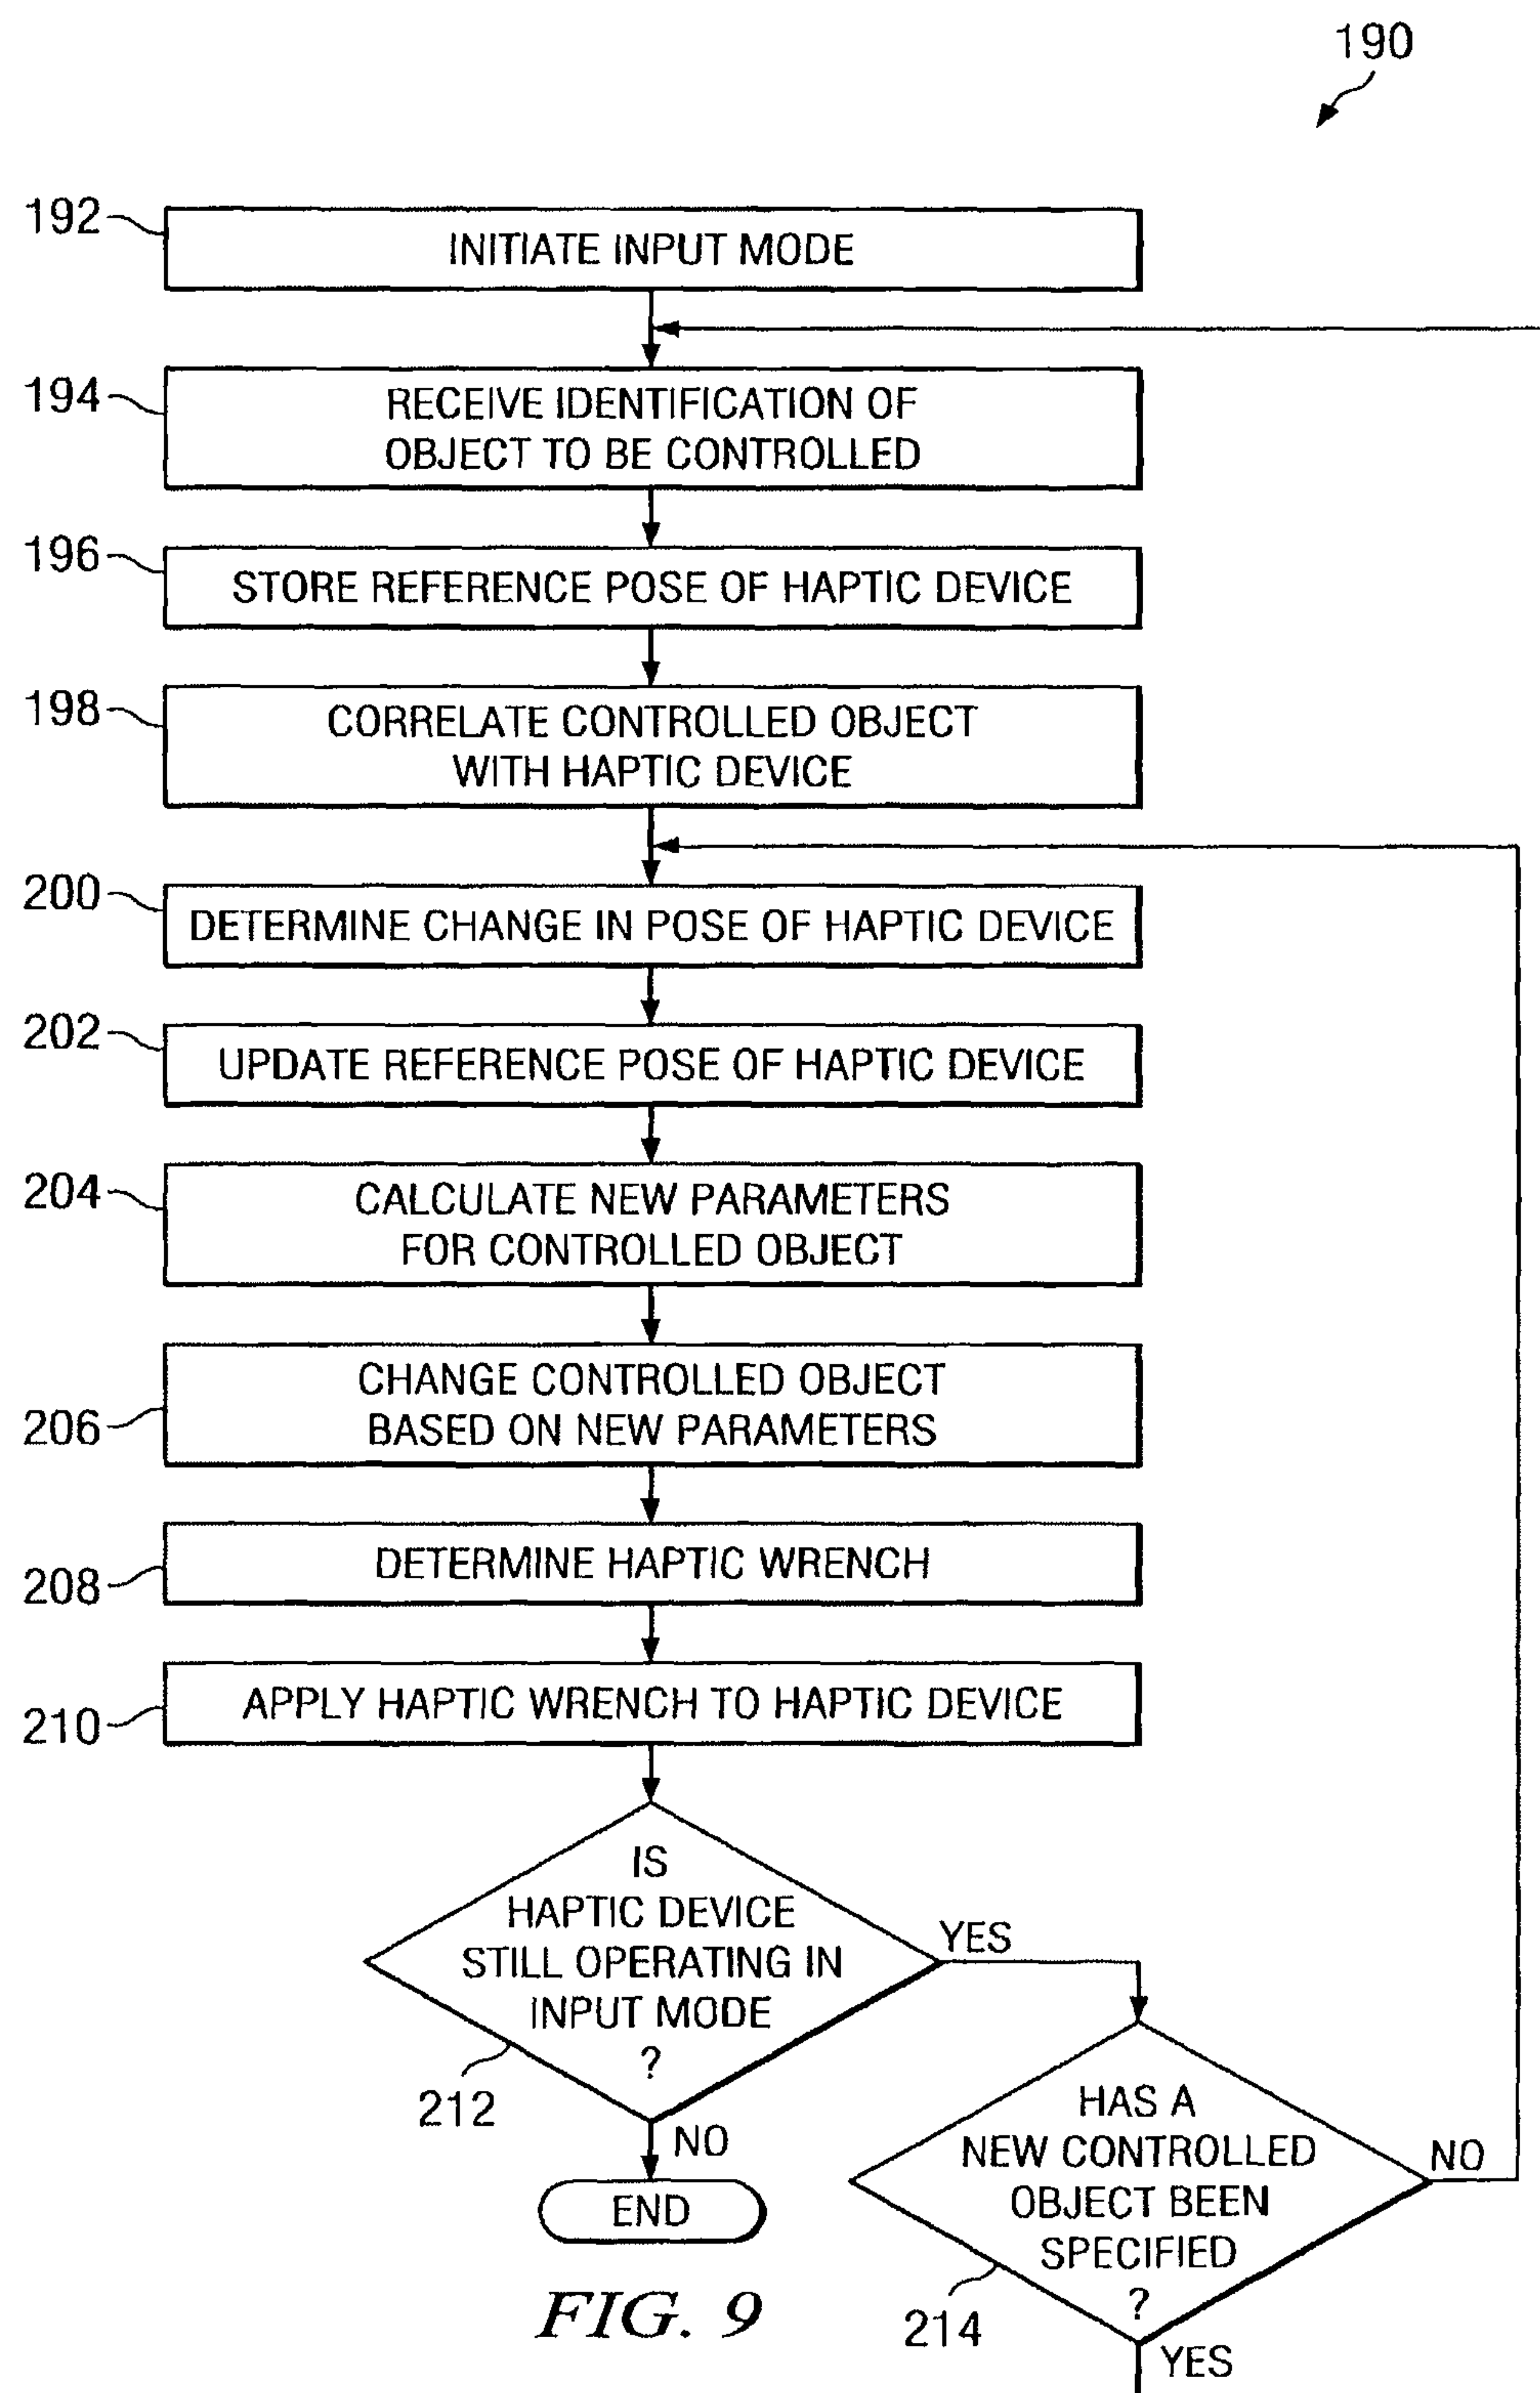 190
192
INITIATE INPUT MODE
194
RECEIVE IDENTIFICATION OF
OBJECT TO BE CONTROLLED
196
STORE REFERENCE POSE OF HAPTIC DEVICE
198
CORRELATE CONTROLLED OBJECT
WITH HAPTIC DEVICE
200
DETERMINE CHANGE IN POSE OF HAPTIC DEVICE
202
UPDATE REFERENCE POSE OF HAPTIC DEVICE
204
CALCULATE NEW PARAMETERS
FOR CONTROLLED OBJECT
206
CHANGE CONTROLLED OBJECT
BASED ON NEW PARAMETERS
208
DETERMINE HAPTIC WRENCH
210
APPLY HAPTIC WRENCH TO HAPTIC DEVICE
IS
HAPTIC DEVICE
STILL OPERATING IN
INPUT MODE
?
212
YES
NO
END
HAS A
NEW CONTROLLED
OBJECT BEEN
SPECIFIED
?
214
NO
YES
FIG. 9